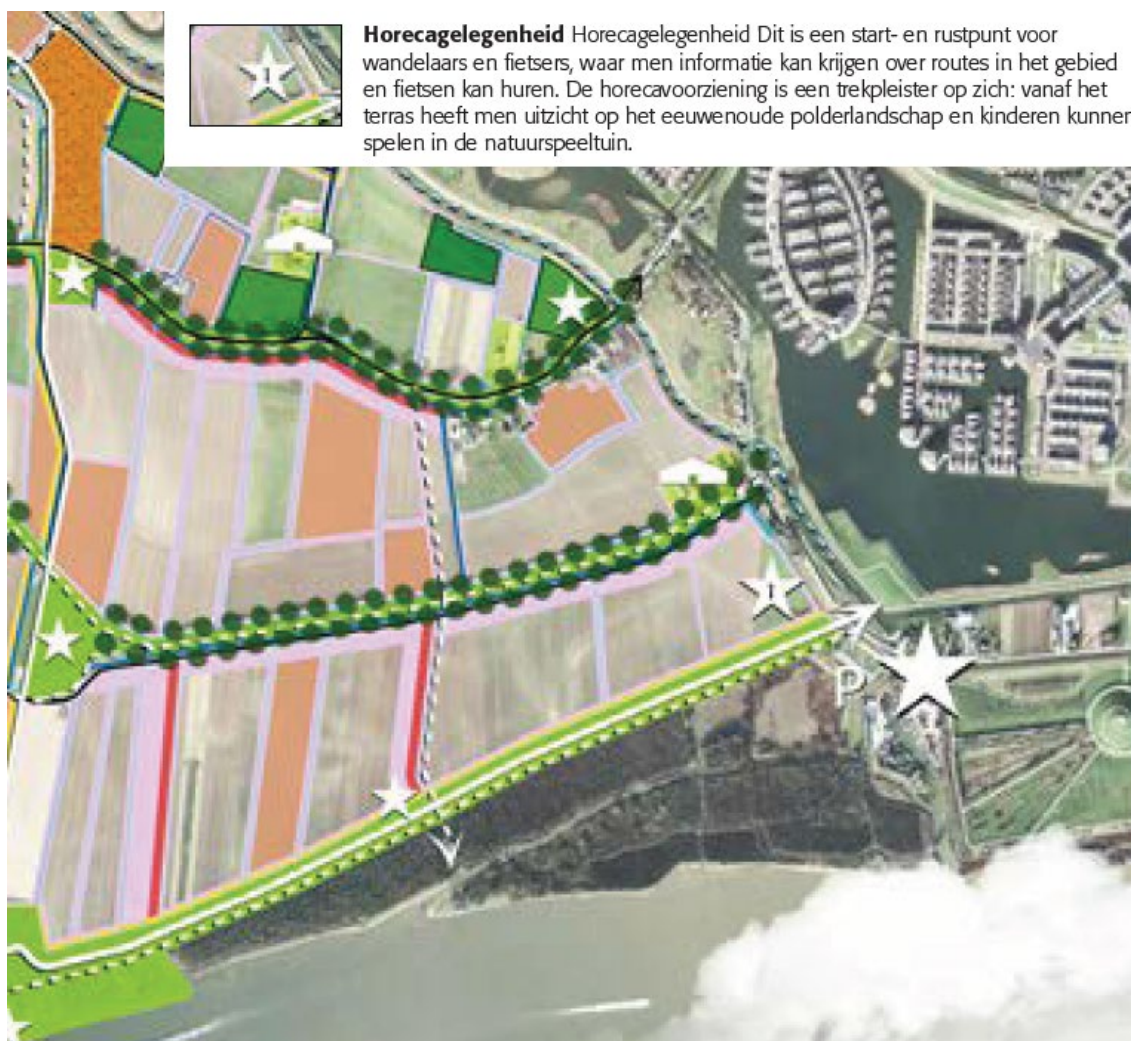 Horecagelegenheid Horecagelegenheid Dit is een start- en rustpunt voor
wandelaars en fietsers, waar men informatie kan krijgen over routes in het gebied
en fietsen kan huren. De horecavoorziening is een trekpleister op zich: vanaf het
terras heeft men uitzicht op het eeuwenoude polderlandschap en kinderen kunnen
spelen in de natuurspeeltuin.
P